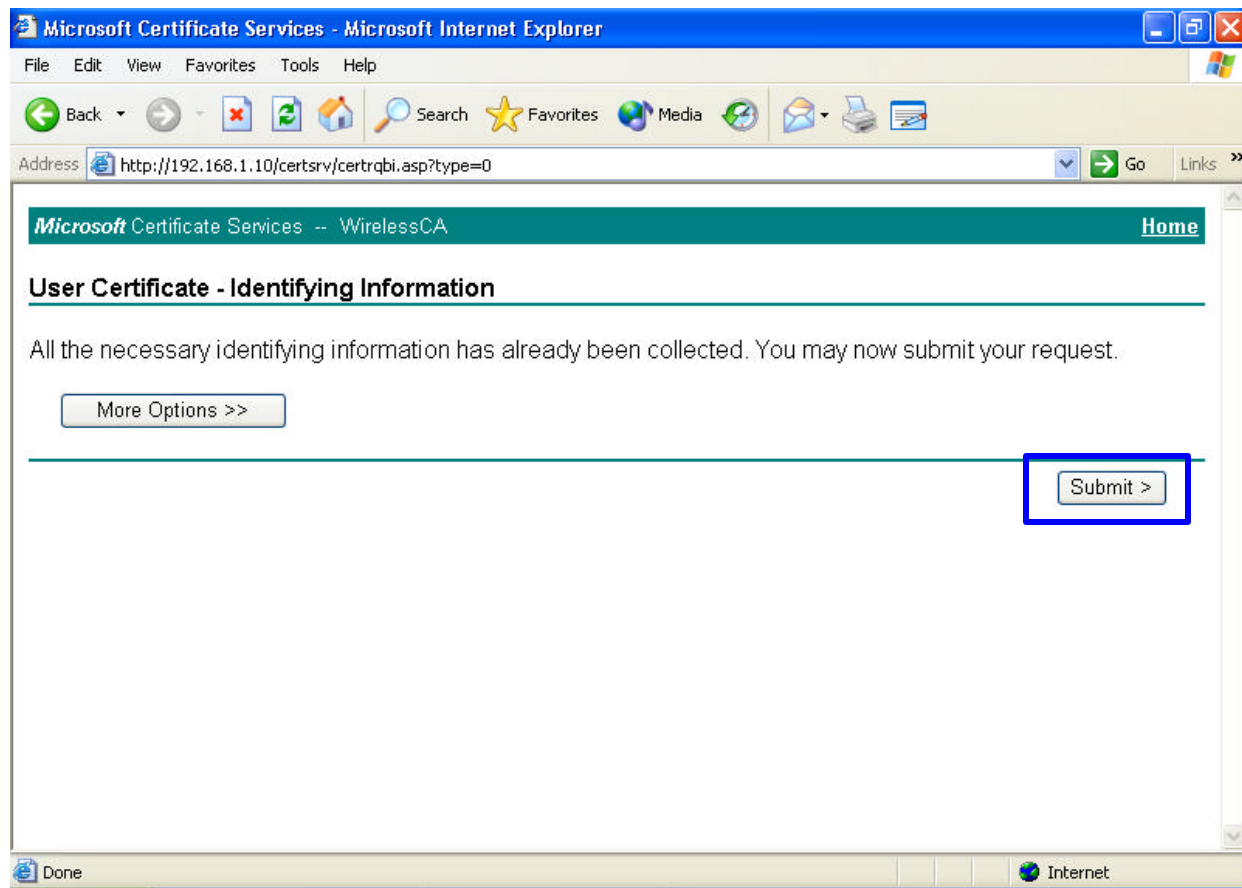 Microsoft Certificate Services - Microsoft Internet Explorer
File Edit View Favorites Tools Help
Back Search Favorites Media
Address http://192.168.1.10/certsrv/certrqbi.asp?type=0 Go Links »
Microsoft Certificate Services -- WirelessCA Home
User Certificate - Identifying Information
All the necessary identifying information has already been collected. You may now submit your request.
More Options >>
Submit >
Done Internet